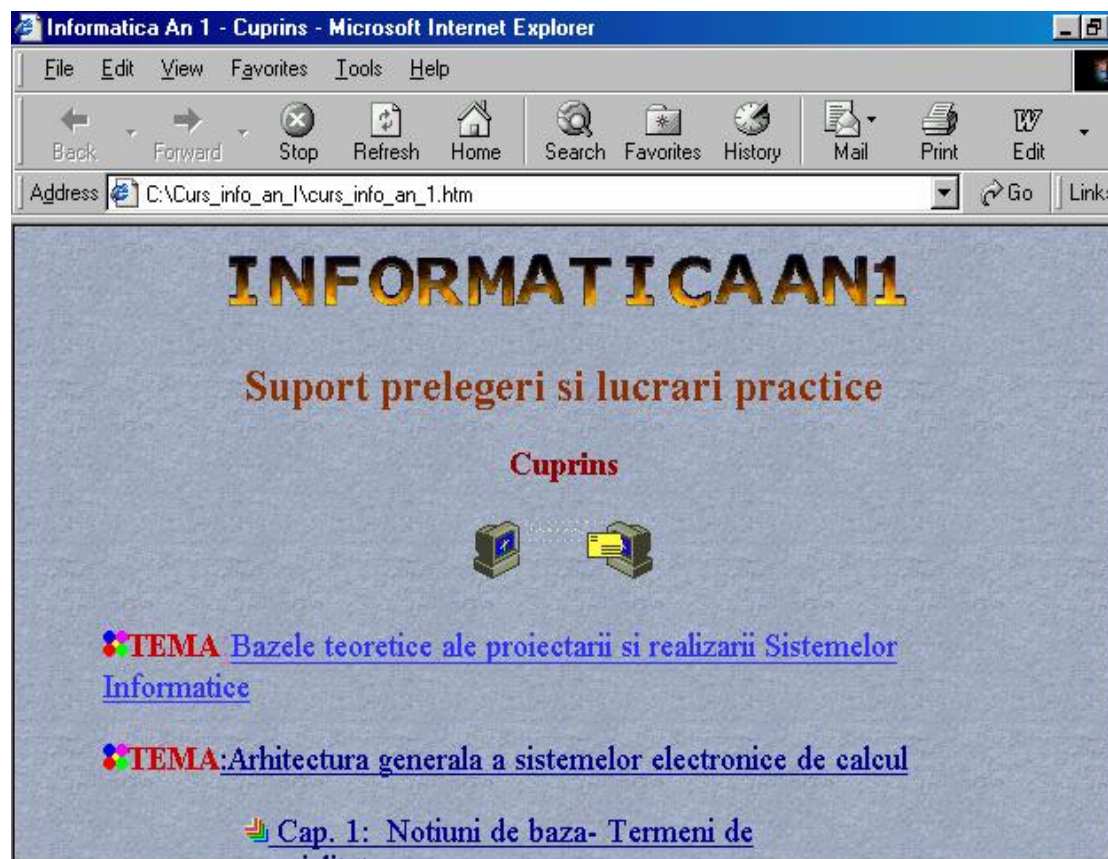 Informatica An 1 - Cuprins - Microsoft Internet Explorer
File Edit View Favorites Tools Help
Back Forward Stop Refresh Home Search Favorites History Mail Print Edit
Address C:\Curs_info_an_I\curs_info_an_1.htm Go Links
INFORMATICA AN1
Suport prelegeri si lucrari practice
Cuprins
TEMA Bazele teoretice ale proiectarii si realizarii Sistemelor
Informatice
TEMA:Arhitectura generala a sistemelor electronice de calcul
Cap. 1: Notiuni de baza- Termeni de